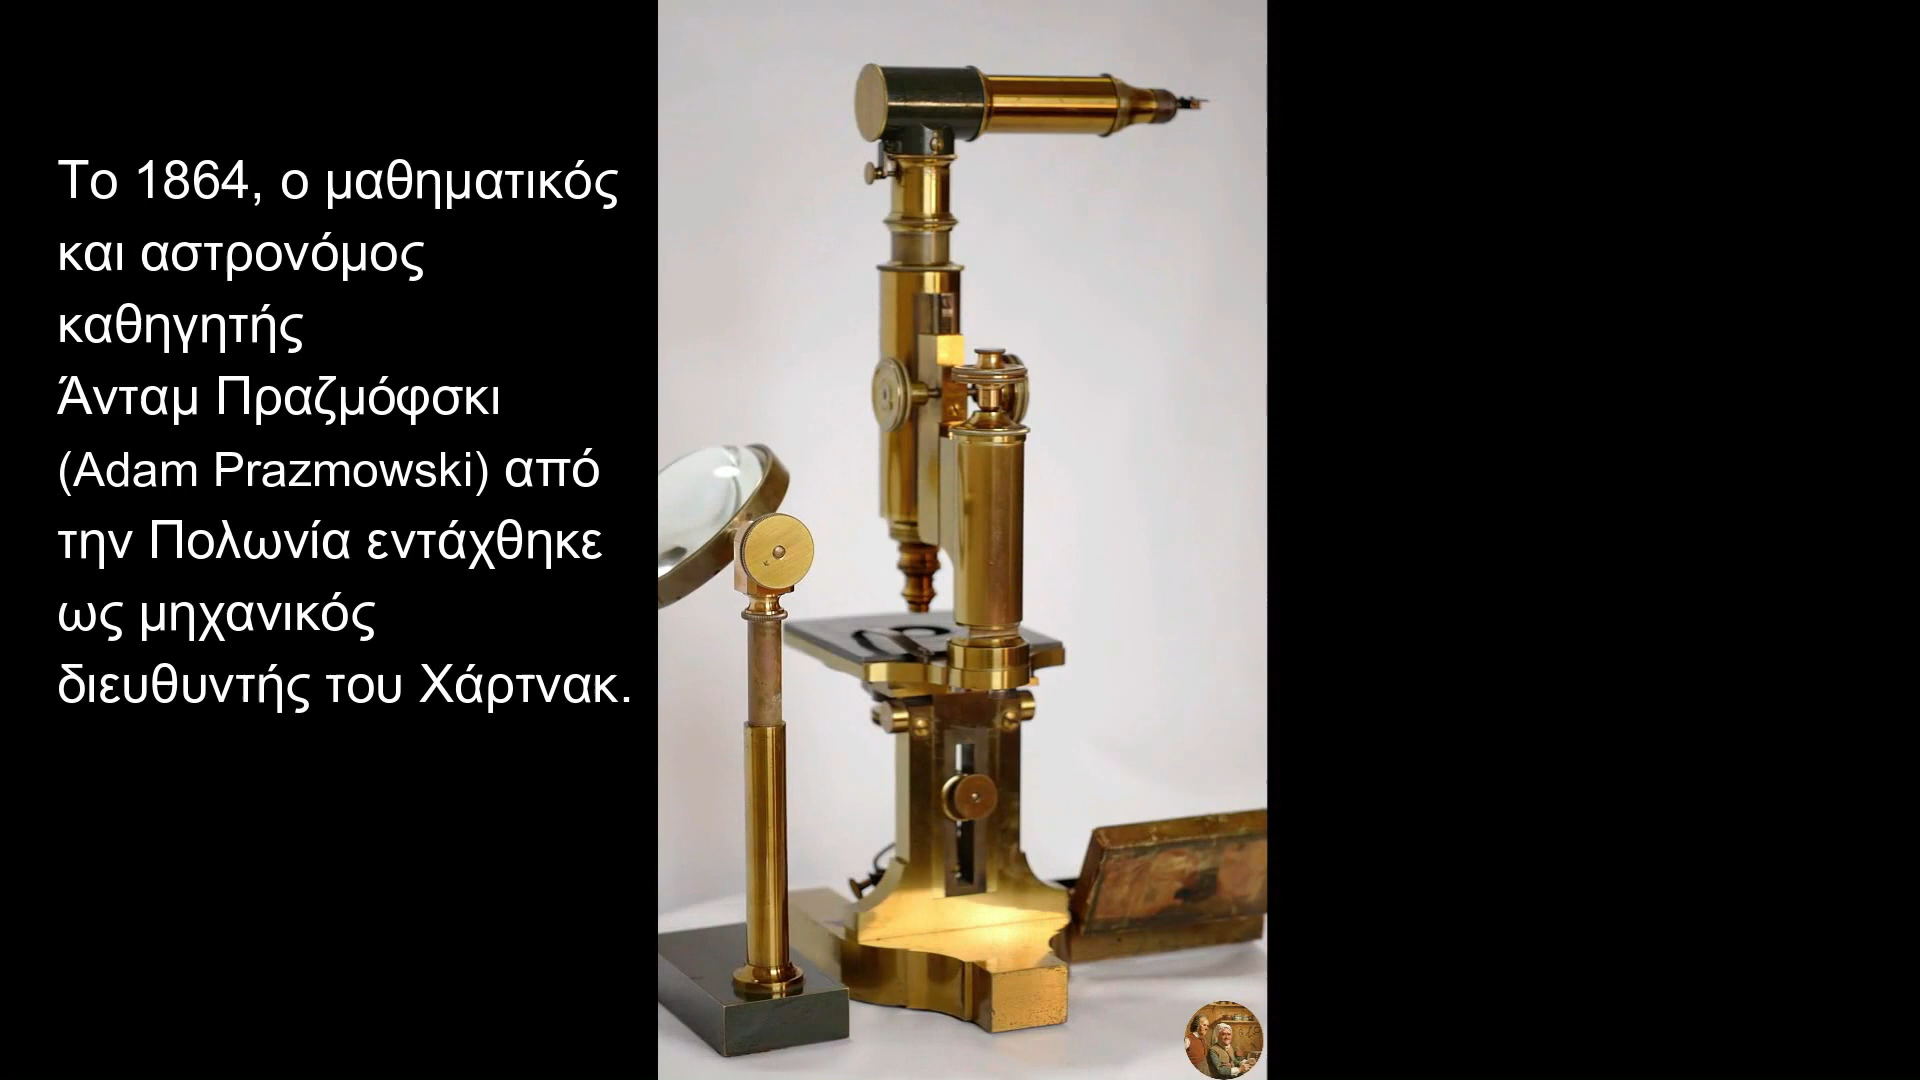 Το 1864, ο μαθηματικός
και αστρονόμος
καθηγητής
Άνταμ Πραζμόφσκι
(Adam Prazmowski) από
την Πολωνία εντάχθηκε
ως μηχανικός
διευθυντής του Χάρτνακ.